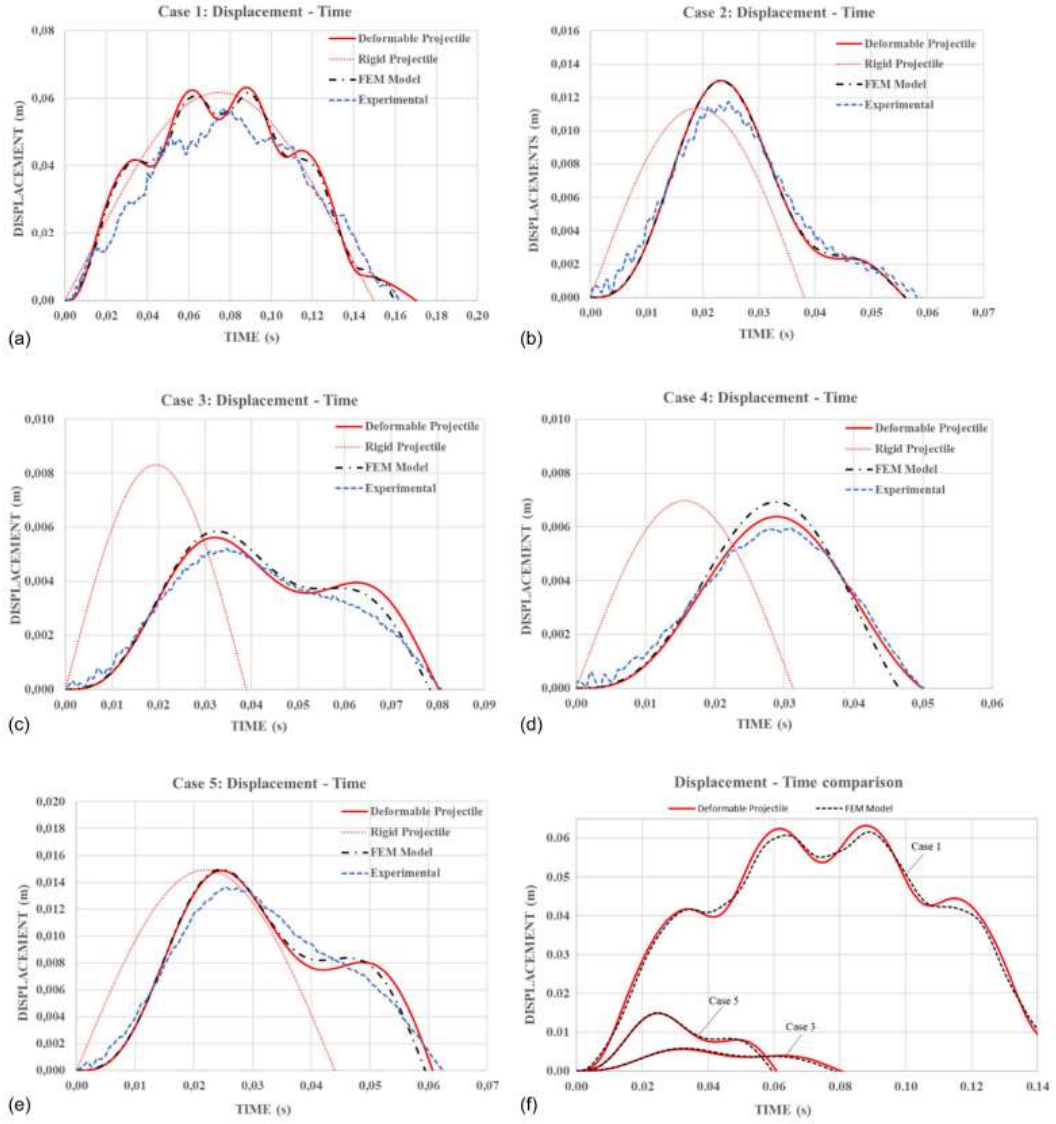 Case 1: Displacement - Time
DISPLACEMENT (m)
0,08
0,06
0,04
0,02
0,00
Deformable Projectile
Rigid Projectile
FEM Model
Experimental
0,00 0,02 0,04 0,06 0,08 0,10 0,12 0,14 0,16 0,18 0,20
TIME (s)
(a)
Case 2: Displacement - Time
DISPLACEMENTS (m)
0,016
0,014
0,012
0,010
0,008
0,006
0,004
0,002
0,000
Deformable Projectile
Rigid Projectile
FEM Model
Experimental
0,00 0,01 0,02 0,03 0,04 0,05 0,06 0,07
TIME (s)
(b)
Case 3: Displacement - Time
DISPLACEMENT (m)
0,010
0,008
0,006
0,004
0,002
0,000
Deformable Projectile
Rigid Projectile
FEM Model
Experimental
0,00 0,01 0,02 0,03 0,04 0,05 0,06 0,07 0,08 0,09
TIME (s)
(c)
Case 4: Displacement - Time
DISPLACEMENT (m)
0,010
0,008
0,006
0,004
0,002
0,000
Deformable Projectile
Rigid Projectile
FEM Model
Experimental
0,00 0,01 0,02 0,03 0,04 0,05 0,06
TIME (s)
(d)
Case 5: Displacement - Time
DISPLACEMENT (m)
0,020
0,018
0,016
0,014
0,012
0,010
0,008
0,006
0,004
0,002
0,000
Deformable Projectile
Rigid Projectile
FEM Model
Experimental
0,00 0,01 0,02 0,03 0,04 0,05 0,06 0,07
TIME (s)
(e)
Displacement - Time comparison
Deformable Projectile FEM Model
DISPLACEMENT (m)
0.06
0.05
0.04
0.03
0.02
0.01
0.00
Case 1
Case 5
Case 3
0.00 0.02 0.04 0.06 0.08 0.10 0.12 0.14
TIME (s)
(f)